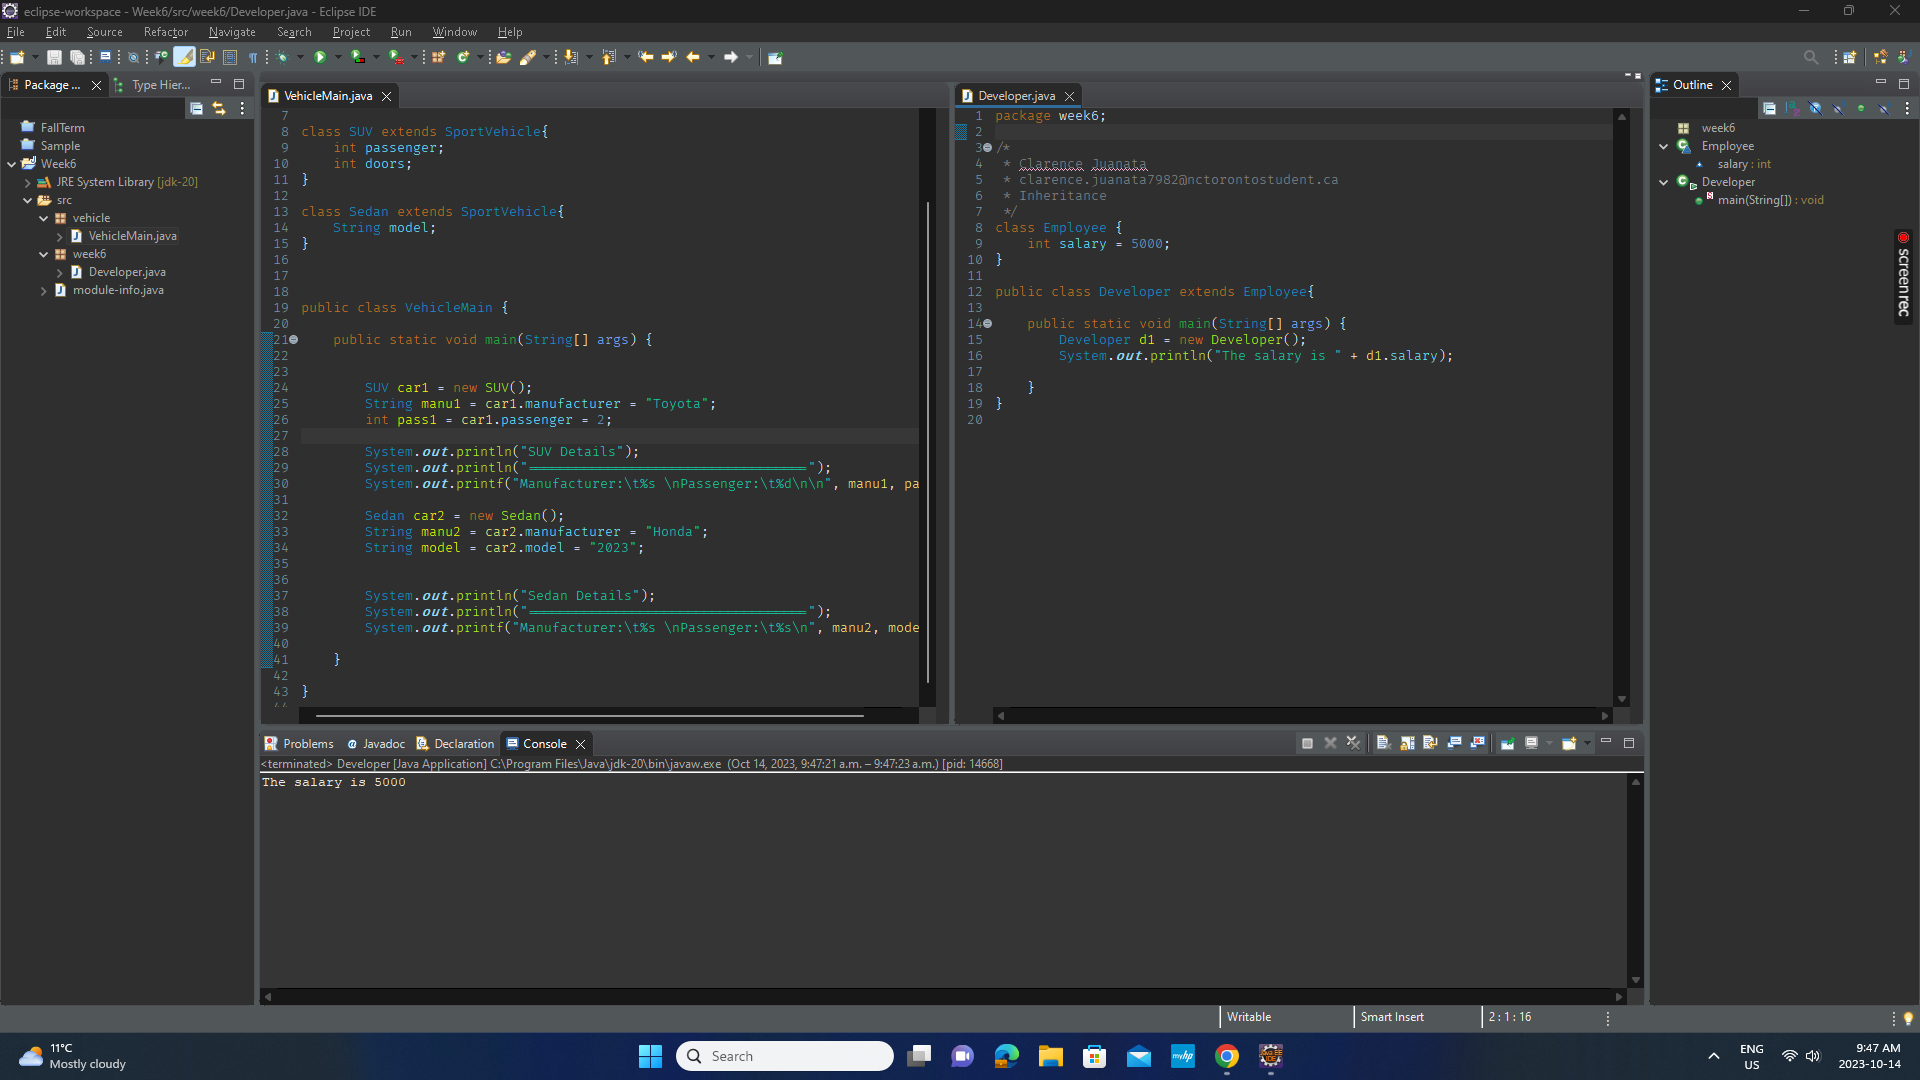 eclipse-workspace - Week6/src/week6/Developer.java - Eclipse IDE
File Edit Source Refactor Navigate Search Project Run Window Help
Package ... Type Hier...
FallTerm
Sample
Week6
JRE System Library [jdk-20]
src
vehicle
VehicleMain.java
week6
Developer.java
module-info.java
VehicleMain.java
7
8 class SUV extends SportVehicle{
9 int passenger;
10 int doors;
11 }
12
13 class Sedan extends SportVehicle{
14 String model;
15 }
16
17
18
19 public class VehicleMain {
20
21 public static void main(String[] args) {
22
23
24 SUV car1 = new SUV();
25 String manu1 = car1.manufacturer = "Toyota";
26 int pass1 = car1.passenger = 2;
27
28 System.out.println("SUV Details");
29 System.out.println("===================================");
30 System.out.printf("Manufacturer:\t%s \nPassenger:\t%d\n\n", manu1, pa
31
32 Sedan car2 = new Sedan();
33 String manu2 = car2.manufacturer = "Honda";
34 String model = car2.model = "2023";
35
36
37 System.out.println("Sedan Details");
38 System.out.println("===================================");
39 System.out.printf("Manufacturer:\t%s \nPassenger:\t%s\n", manu2, mode
40
41 }
42
43 }
Developer.java
1 package week6;
2
3 /*
4 * Clarence Juanata
5 * clarence.juanata7982@nctorontostudent.ca
6 * Inheritance
7 */
8 class Employee {
9 int salary = 5000;
10 }
11
12 public class Developer extends Employee{
13
14 public static void main(String[] args) {
15 Developer d1 = new Developer();
16 System.out.println("The salary is " + d1.salary);
17
18 }
19 }
20
Outline
week6
Employee
salary : int
Developer
main(String[]) : void
screenrec
Problems Javadoc Declaration Console
<terminated> Developer [Java Application] C:\Program Files\Java\jdk-20\bin\javaw.exe (Oct 14, 2023, 9:47:21 a.m. – 9:47:23 a.m.) [pid: 14668]
The salary is 5000
Writable Smart Insert 2 : 1 : 16
11°C
Mostly cloudy
Search
myhp
ENG
US
9:47 AM
2023-10-14